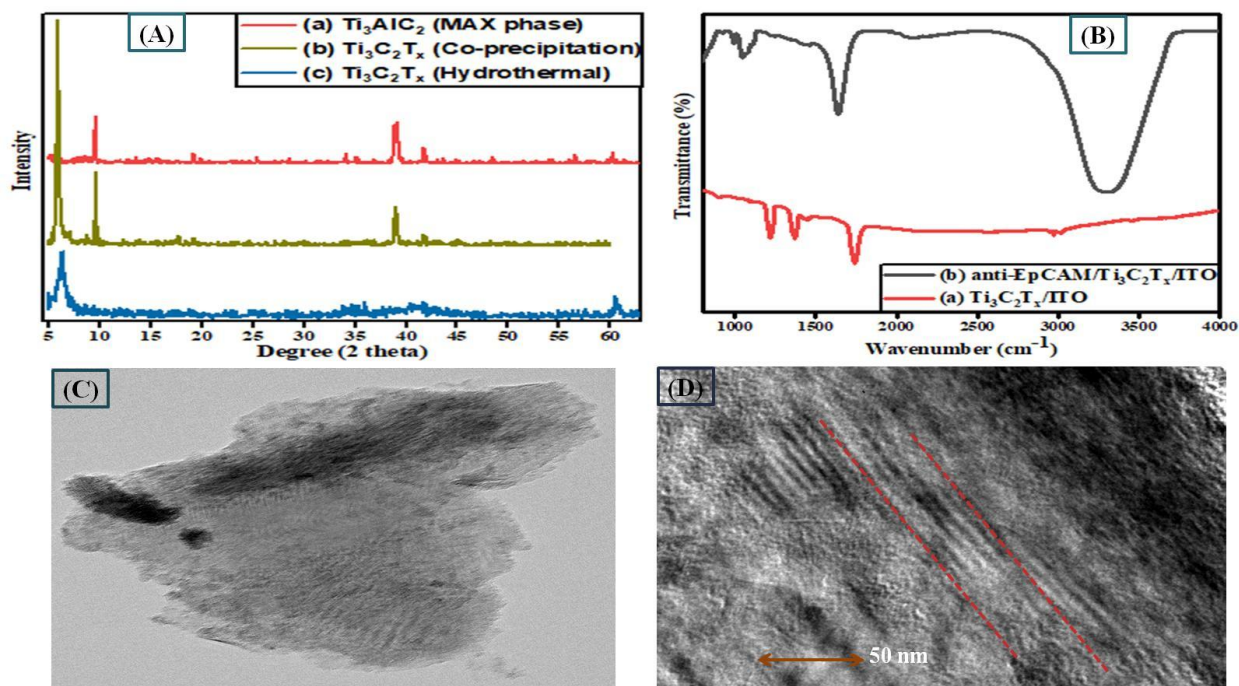 (A)
(a) Ti₃AlC₂ (MAX phase)
(b) Ti₃C₂Tₓ (Co-precipitation)
(c) Ti₃C₂Tₓ (Hydrothermal)
Intensity
5 10 15 20 25 30 35 40 45 50 55 60
Degree (2 theta)
(B)
Transmittance (%)
(b) anti-EpCAM/Ti₃C₂Tₓ/ITO
(a) Ti₃C₂Tₓ/ITO
1000 1500 2000 2500 3000 3500 4000
Wavenumber (cm⁻¹)
(C)
(D)
50 nm